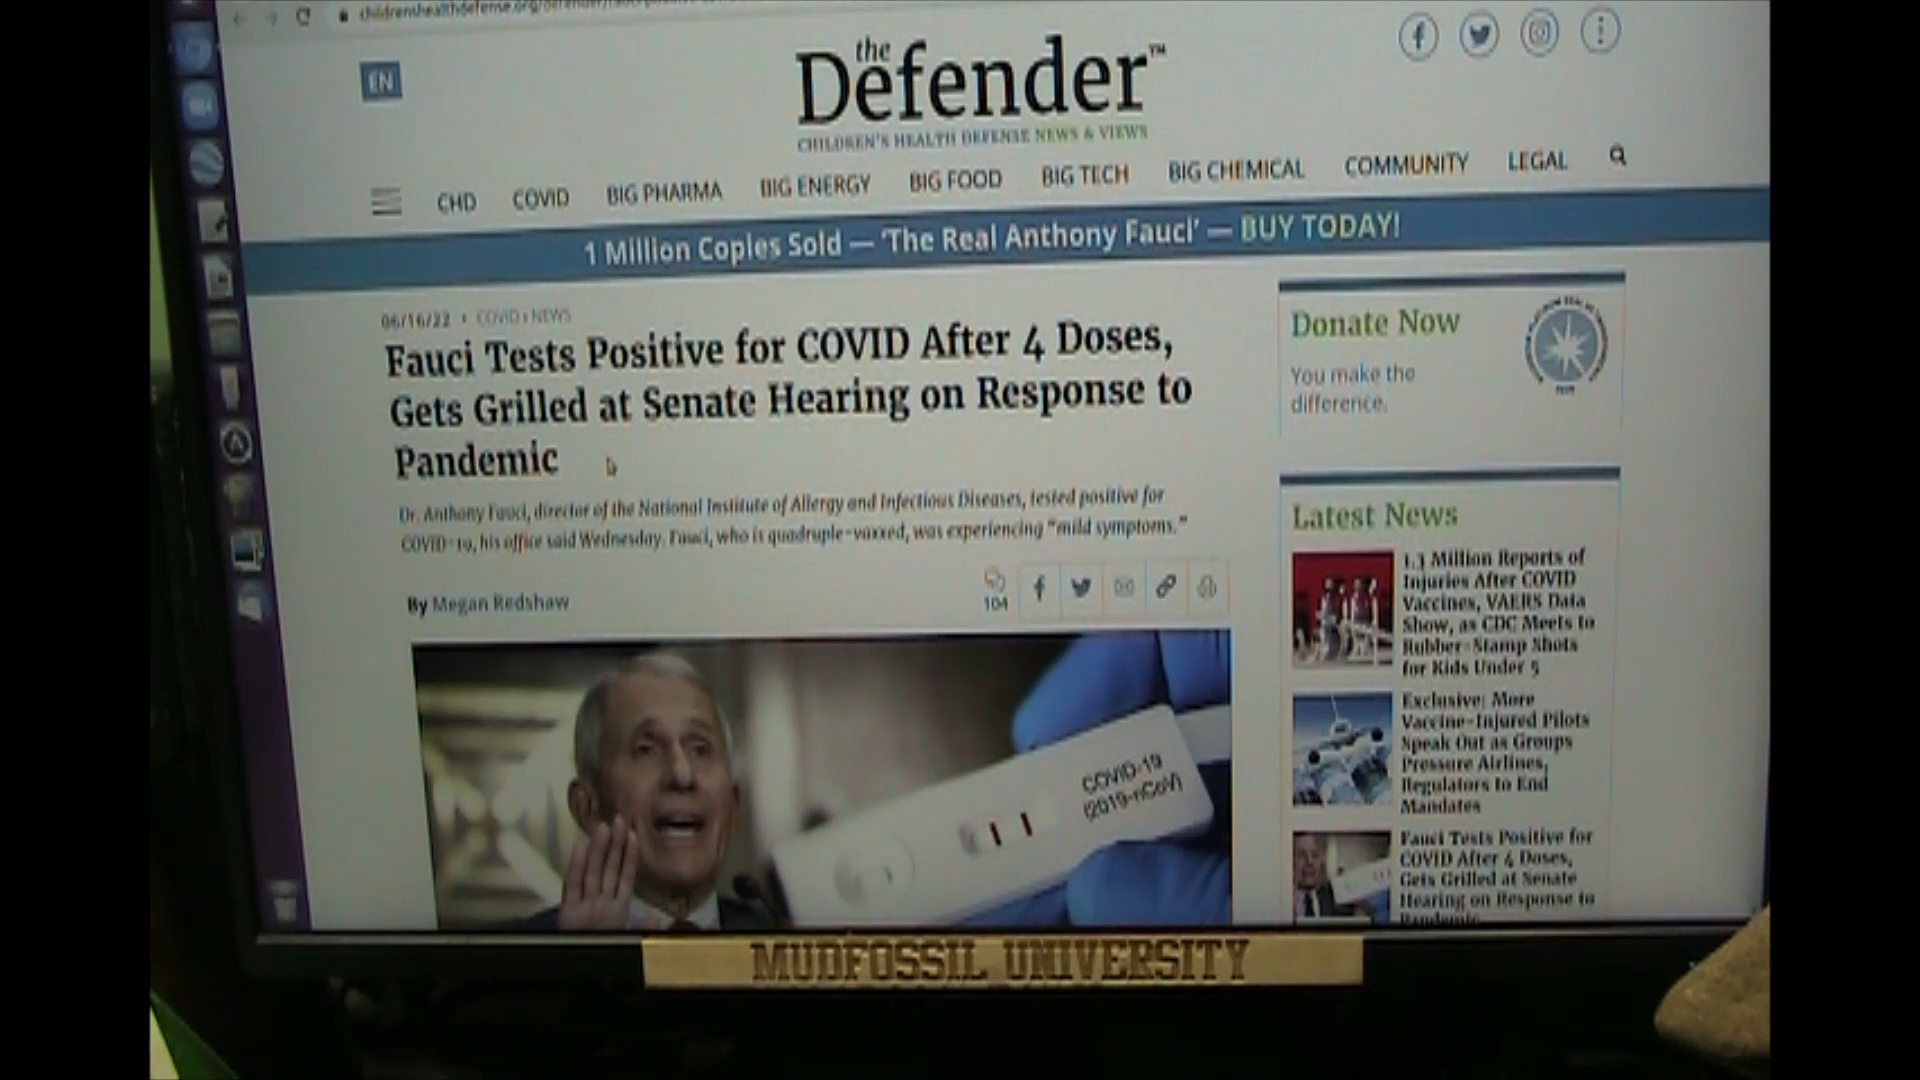 childrenshealthdefense.org/defender/fauci-positive-
EN
the
Defender™
CHILDREN'S HEALTH DEFENSE NEWS & VIEWS
CHD COVID BIG PHARMA BIG ENERGY BIG FOOD BIG TECH BIG CHEMICAL COMMUNITY LEGAL
1 Million Copies Sold — 'The Real Anthony Fauci' — BUY TODAY!
06/16/22 • COVID › NEWS
Fauci Tests Positive for COVID After 4 Doses,
Gets Grilled at Senate Hearing on Response to
Pandemic
Dr. Anthony Fauci, director of the National Institute of Allergy and Infectious Diseases, tested positive for
COVID-19, his office said Wednesday. Fauci, who is quadruple-vaxxed, was experiencing "mild symptoms."
By Megan Redshaw
104
COVID-19
(2019-nCoV)
Donate Now
You make the
difference.
Latest News
1.3 Million Reports of
Injuries After COVID
Vaccines, VAERS Data
Show, as CDC Meets to
Rubber-Stamp Shots
for Kids Under 5
Exclusive: More
Vaccine-Injured Pilots
Speak Out as Groups
Pressure Airlines,
Regulators to End
Mandates
Fauci Tests Positive for
COVID After 4 Doses,
Gets Grilled at Senate
Hearing on Response to
Pandemic
MUDFOSSIL UNIVERSITY